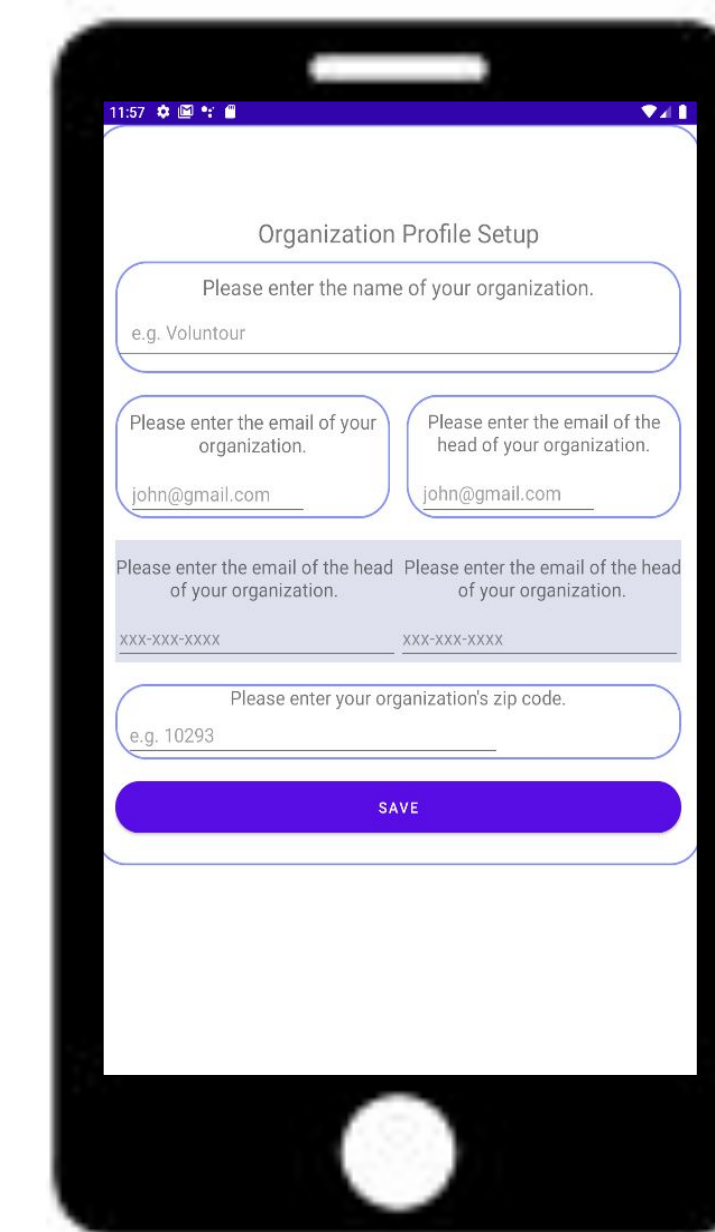 11:57
Organization Profile Setup
Please enter the name of your organization.
e.g. Voluntour
Please enter the email of your
organization.
john@gmail.com
Please enter the email of the
head of your organization.
john@gmail.com
Please enter the email of the head
of your organization.
xxx-xxx-xxxx
Please enter the email of the head
of your organization.
xxx-xxx-xxxx
Please enter your organization's zip code.
e.g. 10293
SAVE